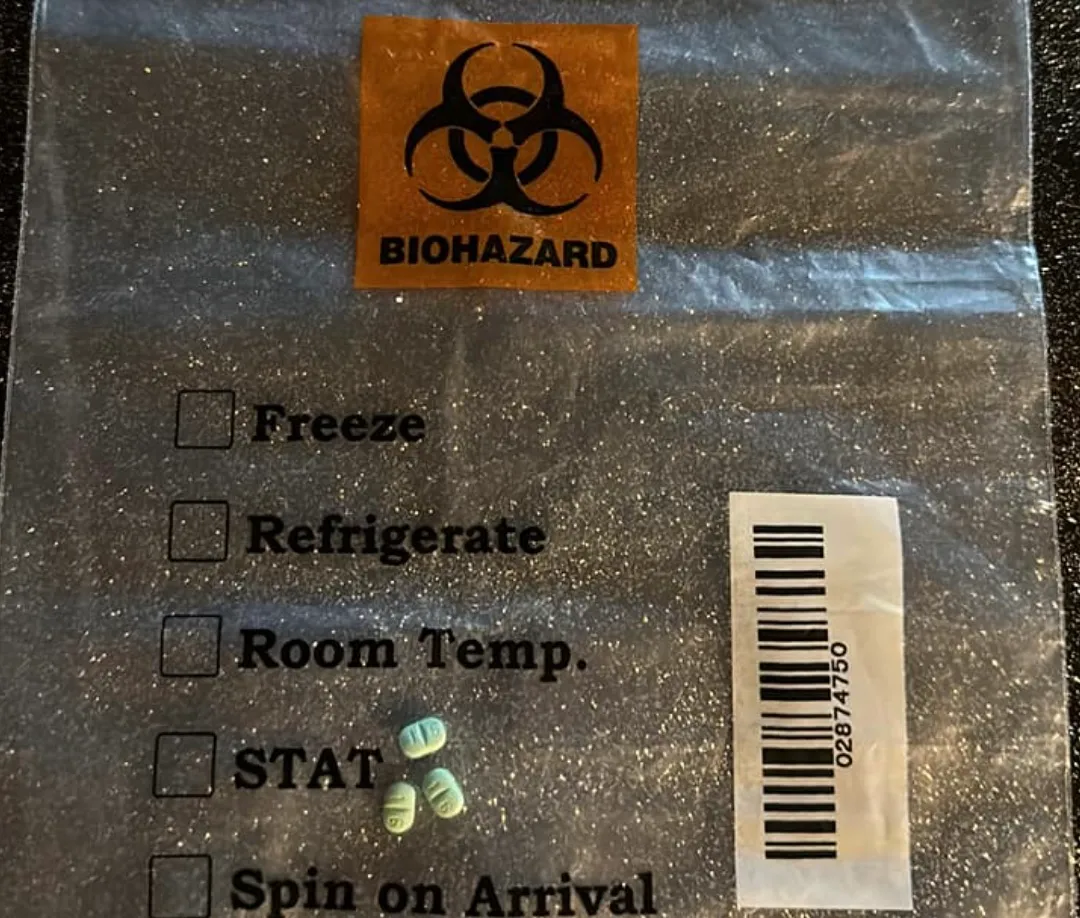 BIOHAZARD
Freeze
Refrigerate
Room Temp.
STAT
Spin on Arrival
02874750